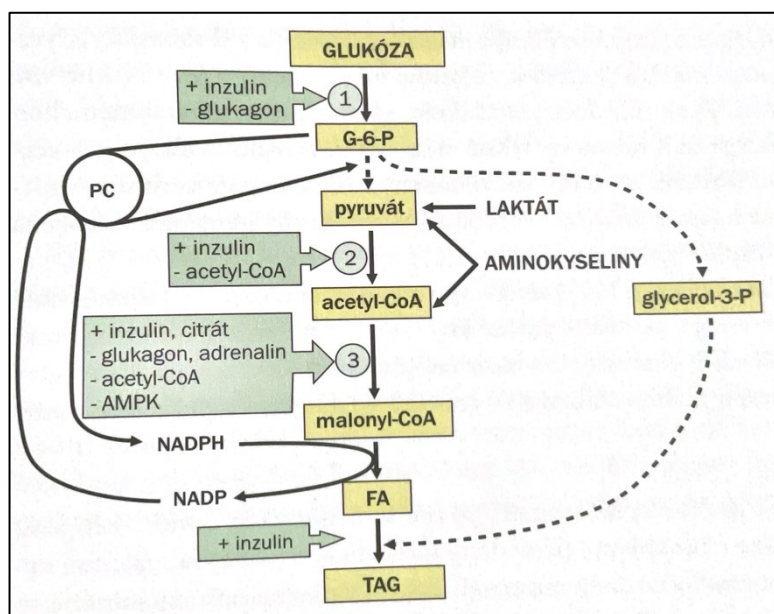 GLUKÓZA
+ inzulin
- glukagon
1
G-6-P
PC
pyruvát
LAKTÁT
+ inzulin
- acetyl-CoA
2
AMINOKYSELINY
acetyl-CoA
glycerol-3-P
+ inzulin, citrát
- glukagon, adrenalin
- acetyl-CoA
- AMPK
3
malonyl-CoA
NADPH
NADP
FA
+ inzulin
TAG